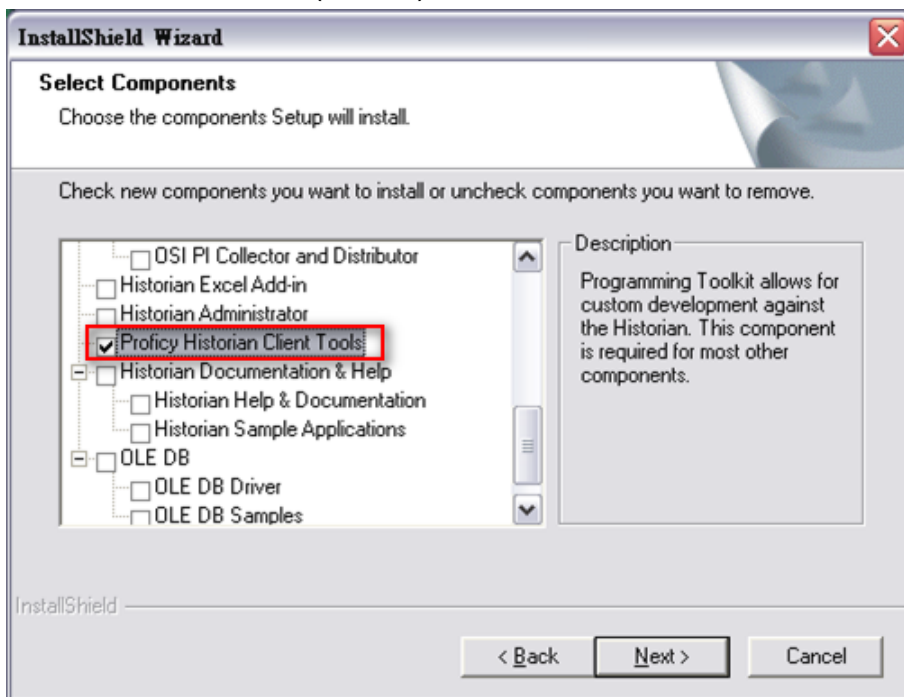 InstallShield Wizard
Select Components
Choose the components Setup will install.
Check new components you want to install or uncheck components you want to remove.
OSI PI Collector and Distributor
Historian Excel Add-in
Historian Administrator
Proficy Historian Client Tools
Historian Documentation & Help
Historian Help & Documentation
Historian Sample Applications
OLE DB
OLE DB Driver
OLE DB Samples
Description
Programming Toolkit allows for
custom development against
the Historian. This component
is required for most other
components.
InstallShield
< Back
Next >
Cancel